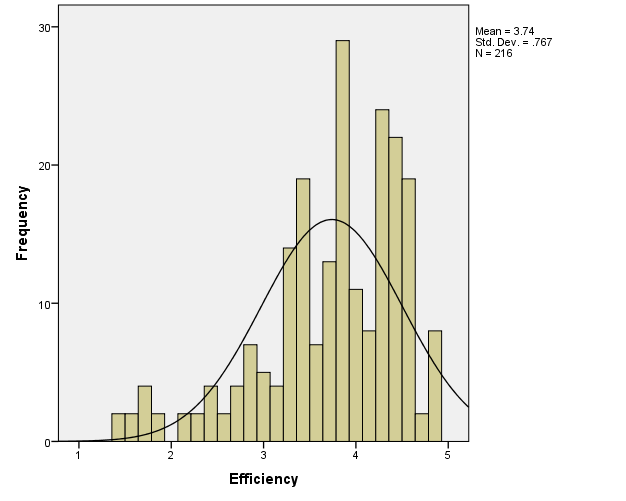 Mean = 3.74
Std. Dev. = .767
N = 216
30
20
10
0
Frequency
1 2 3 4 5
Efficiency